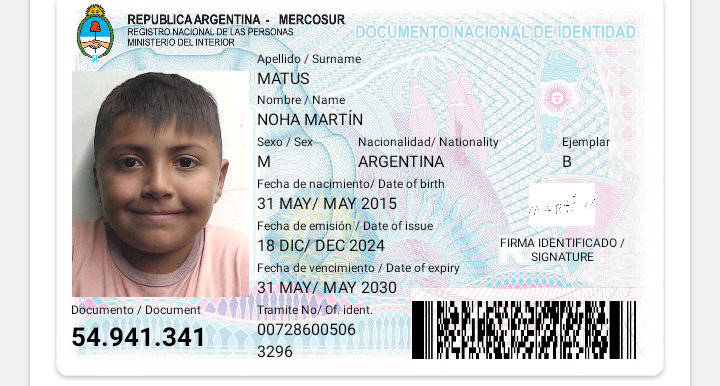 REPUBLICA ARGENTINA - MERCOSUR
REGISTRO NACIONAL DE LAS PERSONAS
MINISTERIO DEL INTERIOR
DOCUMENTO NACIONAL DE IDENTIDAD
Apellido / Surname
MATUS
Nombre / Name
NOHA MARTÍN
Sexo / Sex Nacionalidad/ Nationality Ejemplar
M ARGENTINA B
Fecha de nacimiento/ Date of birth
31 MAY/ MAY 2015
Fecha de emisión/ Date of issue
18 DIC/ DEC 2024
FIRMA IDENTIFICADO /
SIGNATURE
Fecha de vencimiento / Date of expiry
31 MAY/ MAY 2030
Documento / Document
54.941.341
Tramite No/ Of. ident.
00728600506
3296